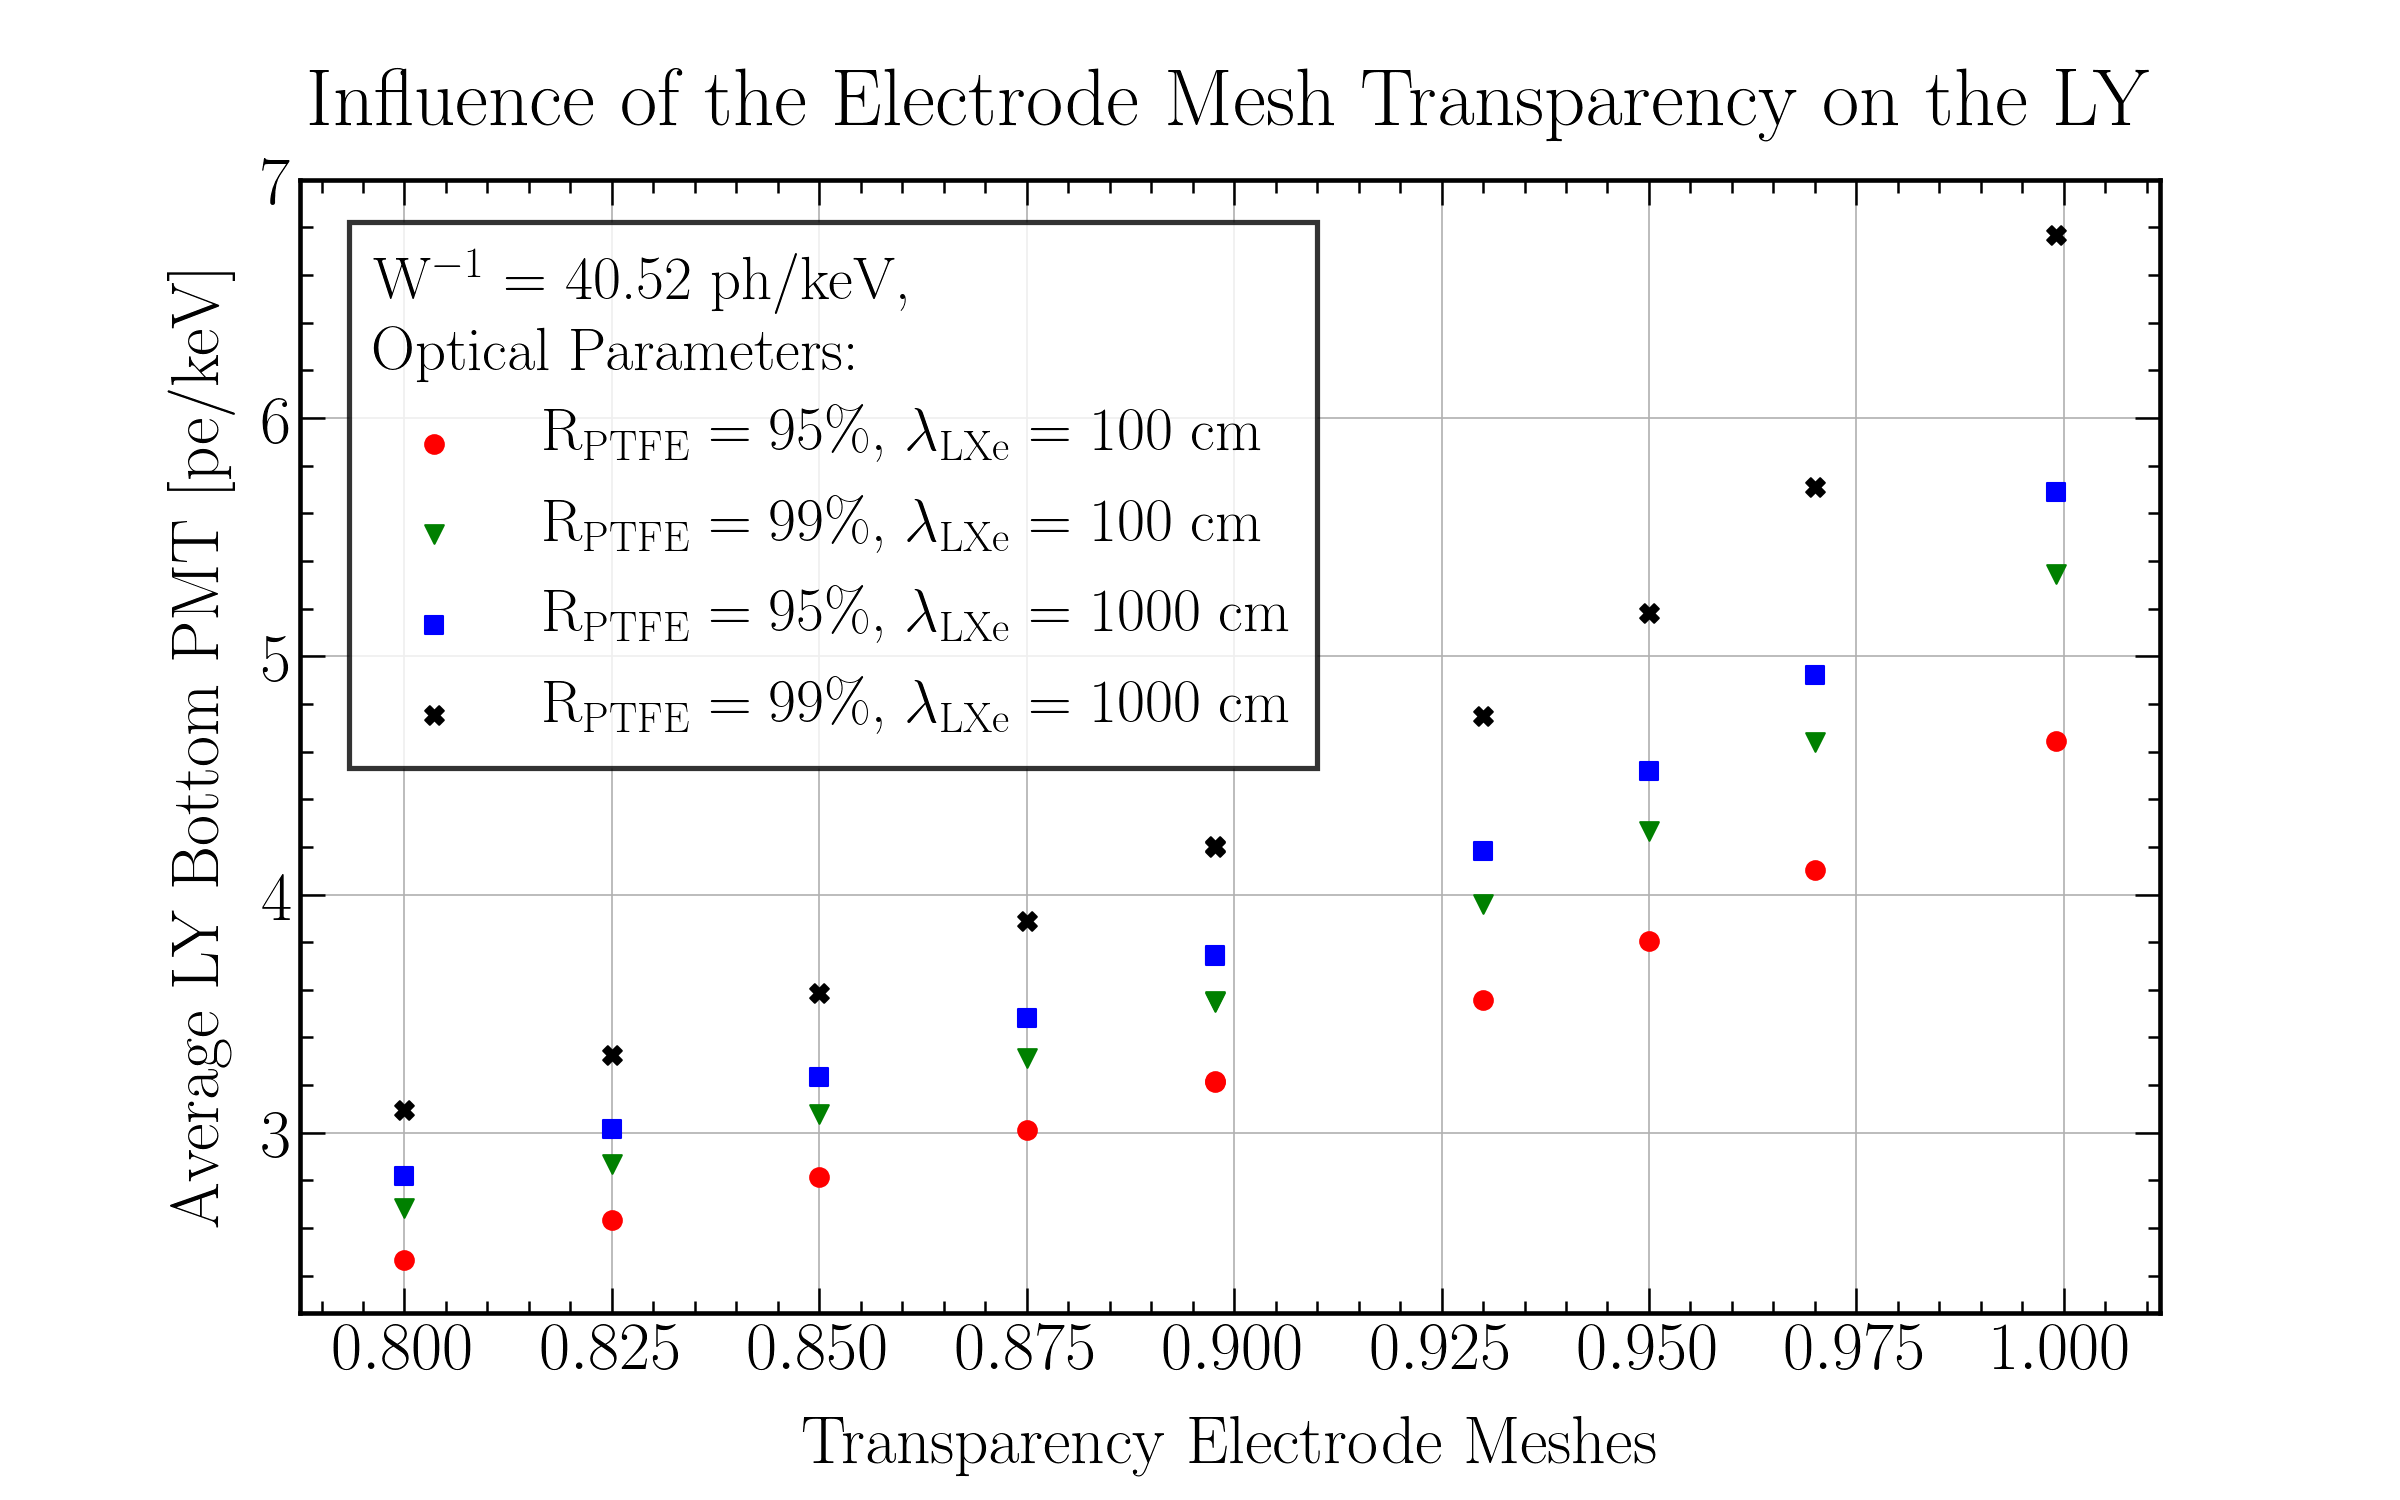 Influence of the Electrode Mesh Transparency on the LY
Average LY Bottom PMT [pe/keV]
7
6
5
4
3
W⁻¹ = 40.52 ph/keV,
Optical Parameters:
R_PTFE = 95%, λ_LXe = 100 cm
R_PTFE = 99%, λ_LXe = 100 cm
R_PTFE = 95%, λ_LXe = 1000 cm
R_PTFE = 99%, λ_LXe = 1000 cm
0.800 0.825 0.850 0.875 0.900 0.925 0.950 0.975 1.000
Transparency Electrode Meshes